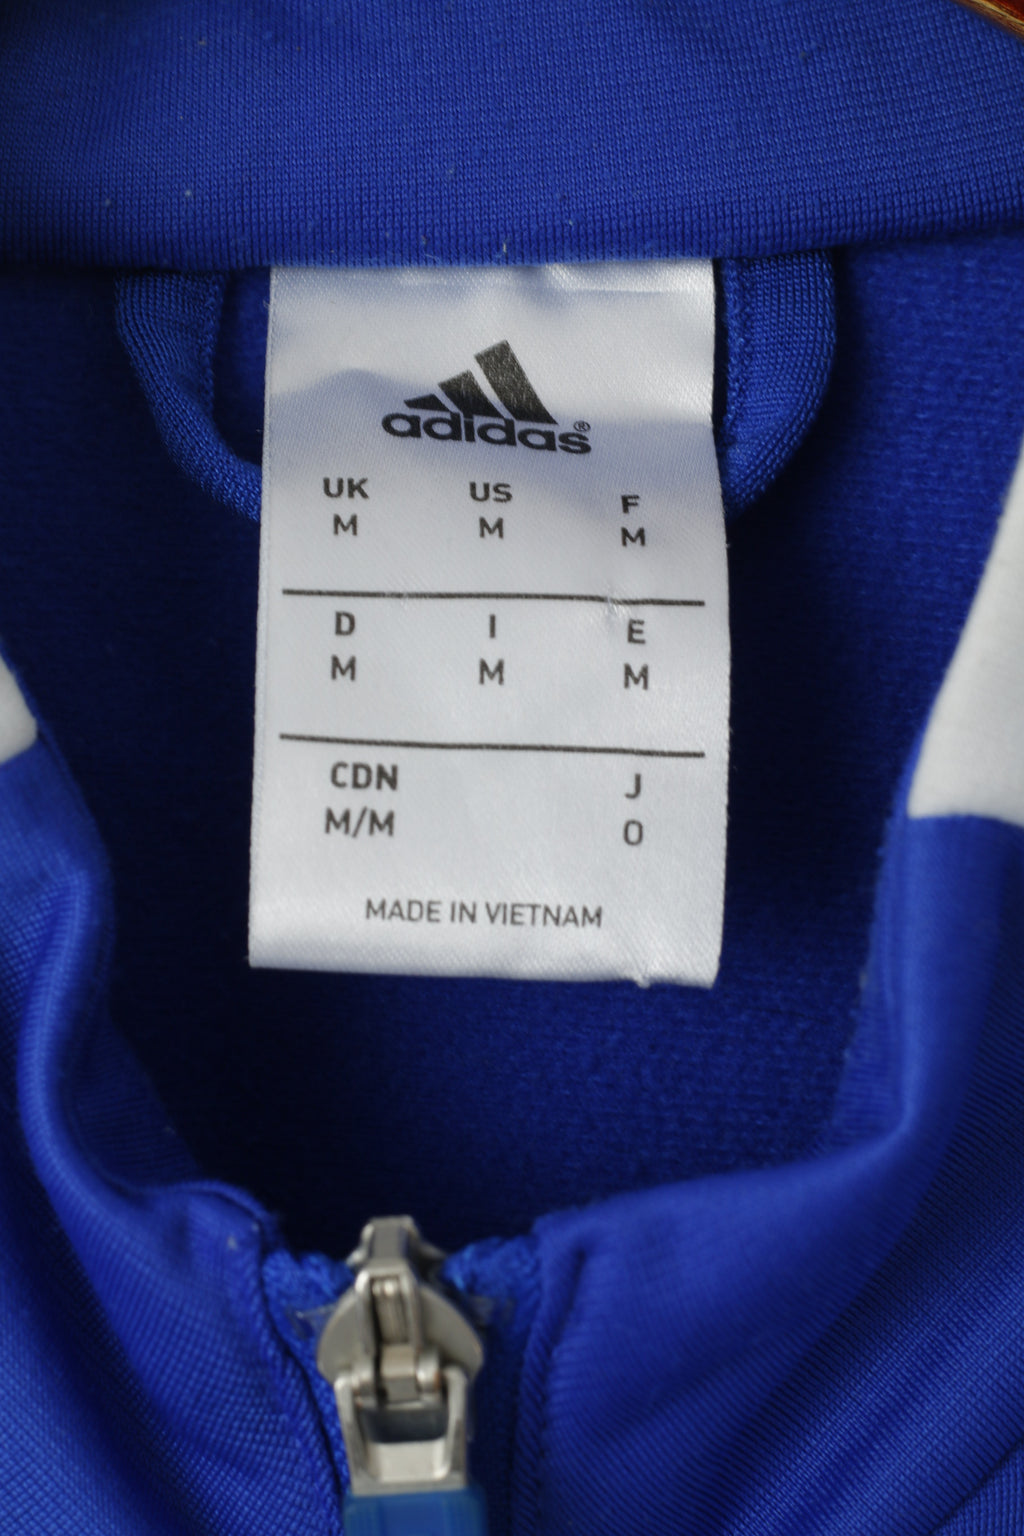 adidas®
UK US F
M M M
D I E
M M M
CDN J
M/M O
MADE IN VIETNAM